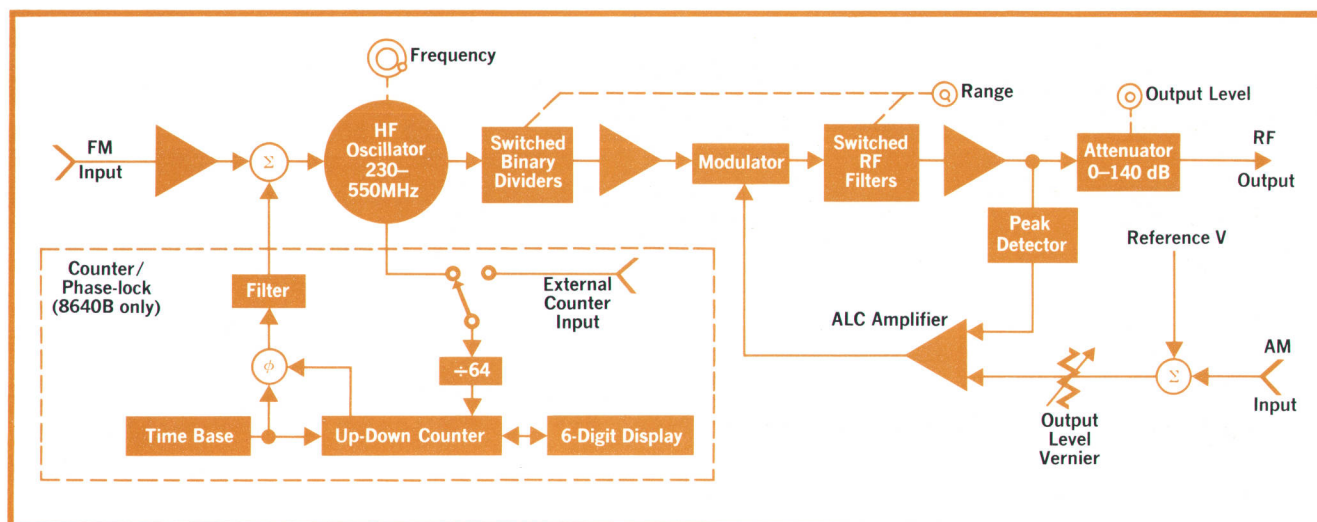 Frequency
Range
Output Level
FM
Input
Σ
HF
Oscillator
230–
550MHz
Switched
Binary
Dividers
Modulator
Switched
RF
Filters
Attenuator
0–140 dB
RF
Output
Peak
Detector
Reference V
Counter/
Phase-lock
(8640B only)
Filter
External
Counter
Input
ALC Amplifier
AM
Input
Σ
ϕ
÷64
Output
Level
Vernier
Time Base
Up-Down Counter
6-Digit Display